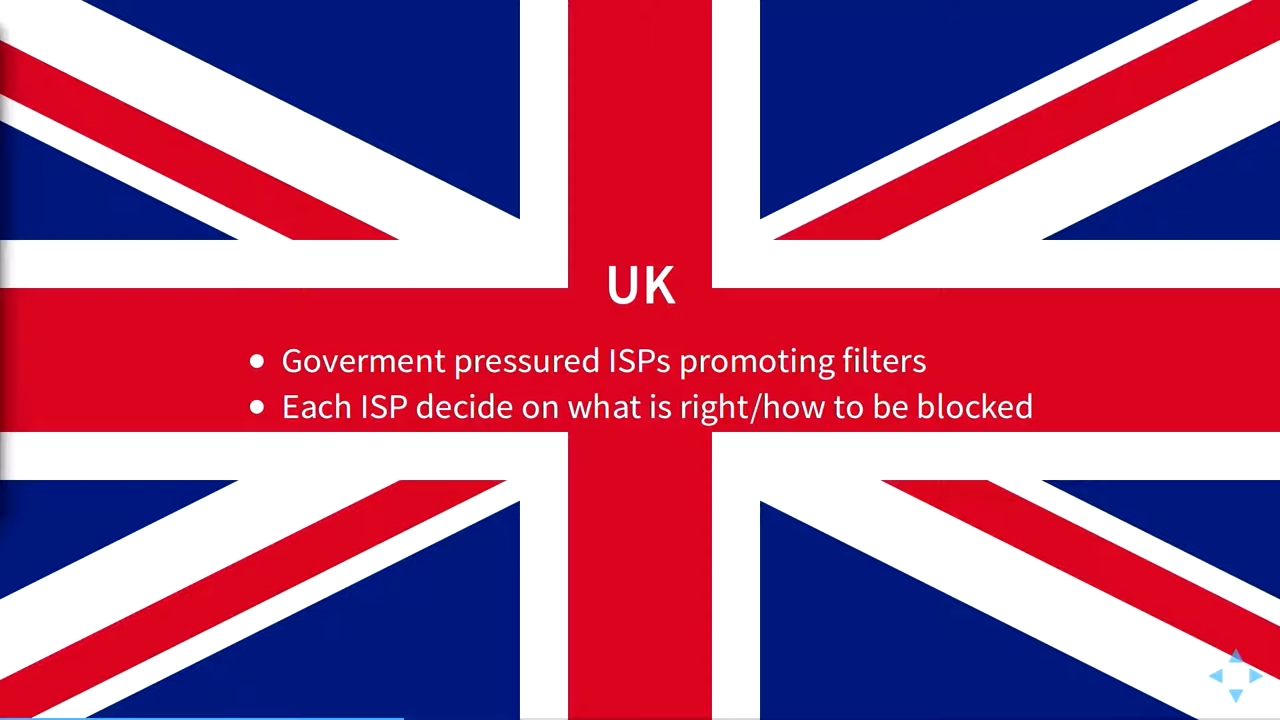 UK
Goverment pressured ISPs promoting filters
Each ISP decide on what is right/how to be blocked